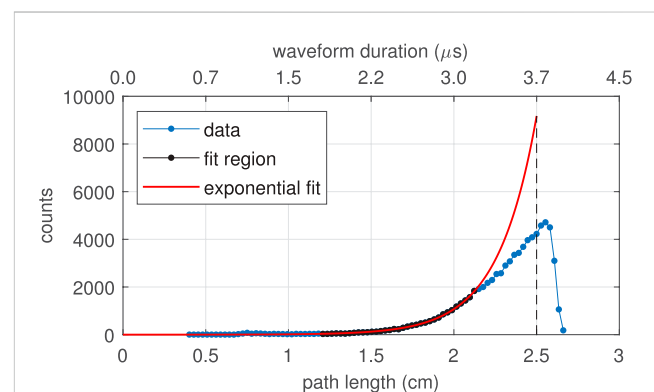 waveform duration (μs)
0.0 0.7 1.5 2.2 3.0 3.7 4.5
10000
8000
6000
4000
2000
0
counts
data
fit region
exponential fit
0 0.5 1 1.5 2 2.5 3
path length (cm)